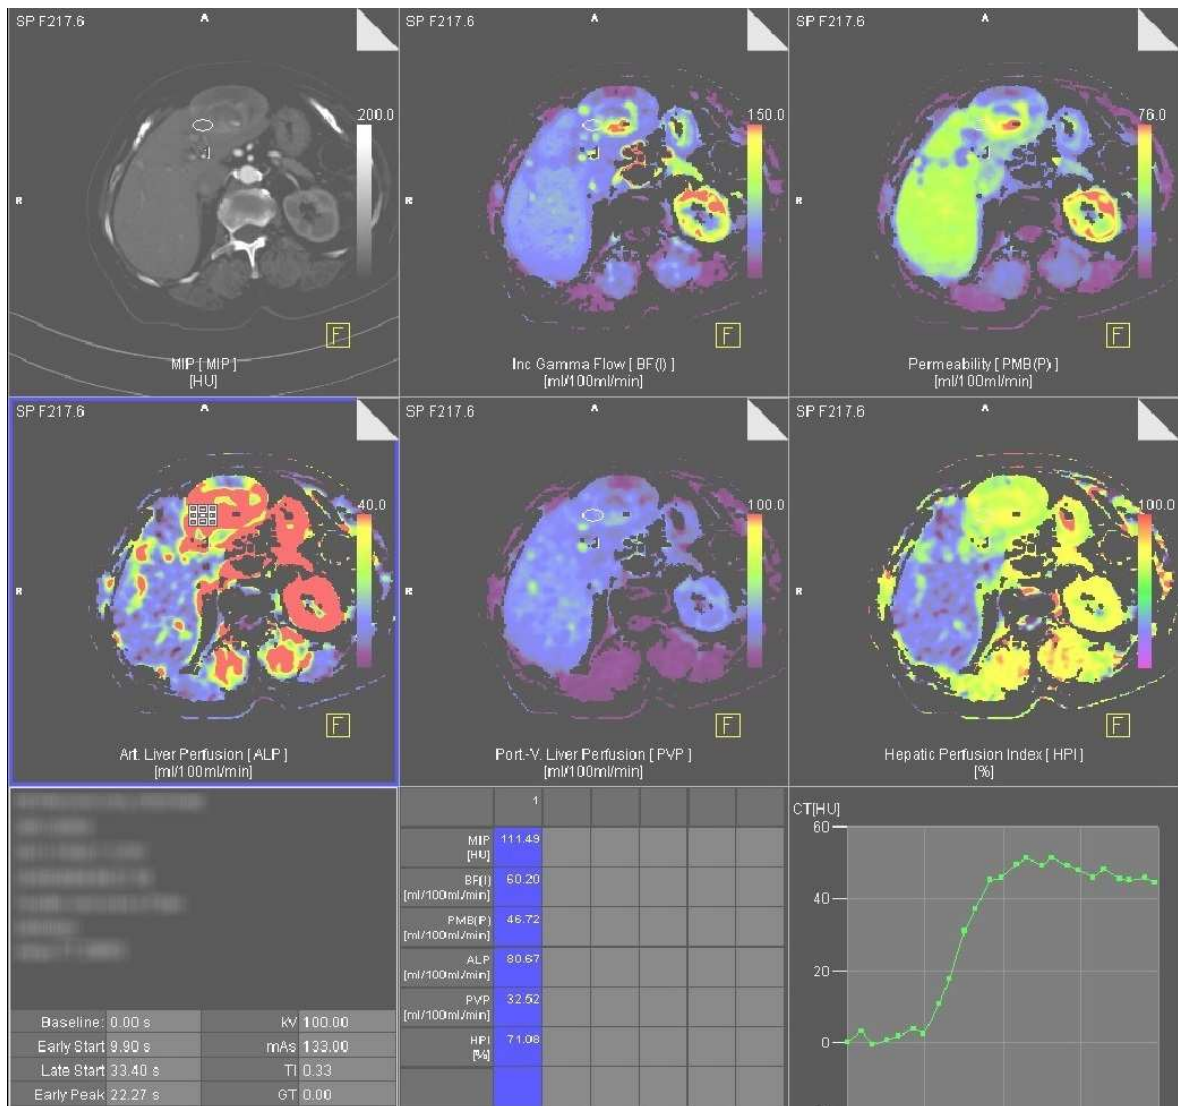 SP F217.6
A
200.0
R
F
MIP [ MIP ]
[HU]
SP F217.6
A
150.0
R
F
Inc Gamma Flow [ BF(I) ]
[ml/100ml/min]
SP F217.6
A
76.0
R
F
Permeability [ PMB(P) ]
[ml/100ml/min]
SP F217.6
A
40.0
R
F
Art. Liver Perfusion [ ALP ]
[ml/100ml/min]
SP F217.6
A
100.0
R
F
Port.-V. Liver Perfusion [ PVP ]
[ml/100ml/min]
SP F217.6
A
100.0
R
F
Hepatic Perfusion Index [ HPI ]
[%]
Baseline: 0.00 s kV 100.00
Early Start 9.90 s mAs 133.00
Late Start 33.40 s TI 0.33
Early Peak 22.27 s GT 0.00
1
MIP 111.49
[HU]
BF(I) 60.20
[ml/100ml/min]
PMB(P) 46.72
[ml/100ml/min]
ALP 80.67
[ml/100ml/min]
PVP 32.52
[ml/100ml/min]
HPI 71.08
[%]
CT[HU]
60
40
20
0